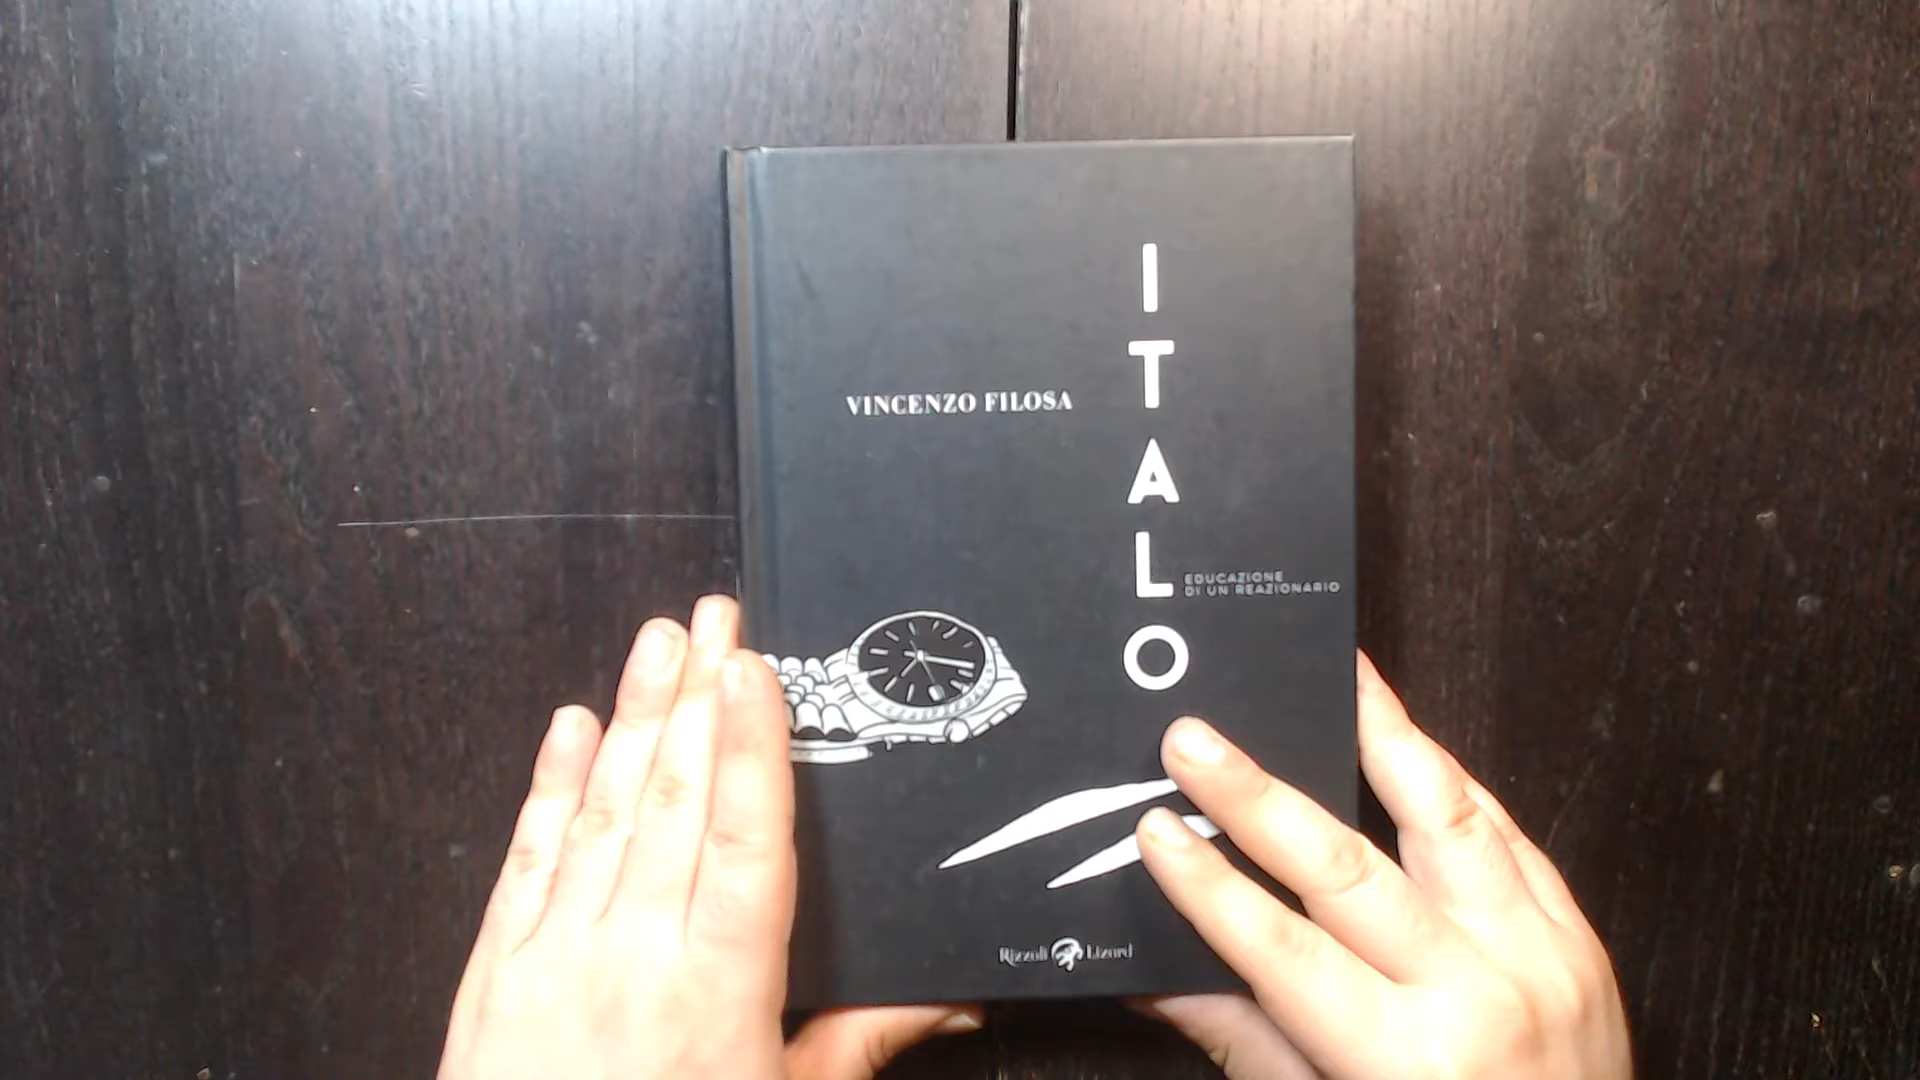 VINCENZO FILOSA
ITALO
EDUCAZIONE
DI UN REAZIONARIO
Rizzoli Lizard